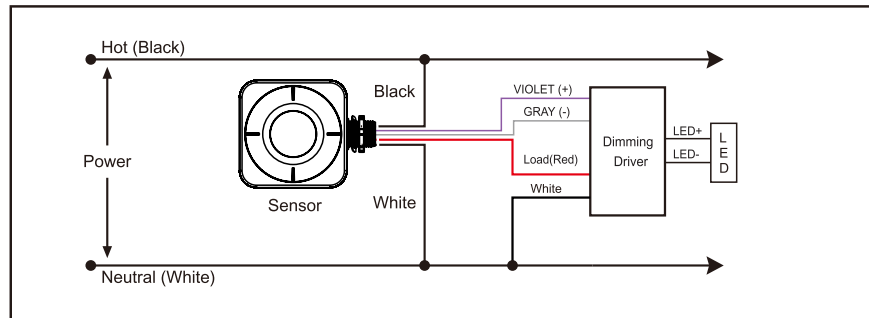 Hot (Black)
Black
VIOLET (+)
GRAY (-)
Power
Dimming
Driver
LED+
LED-
L
E
D
Load(Red)
Sensor
White
White
Neutral (White)